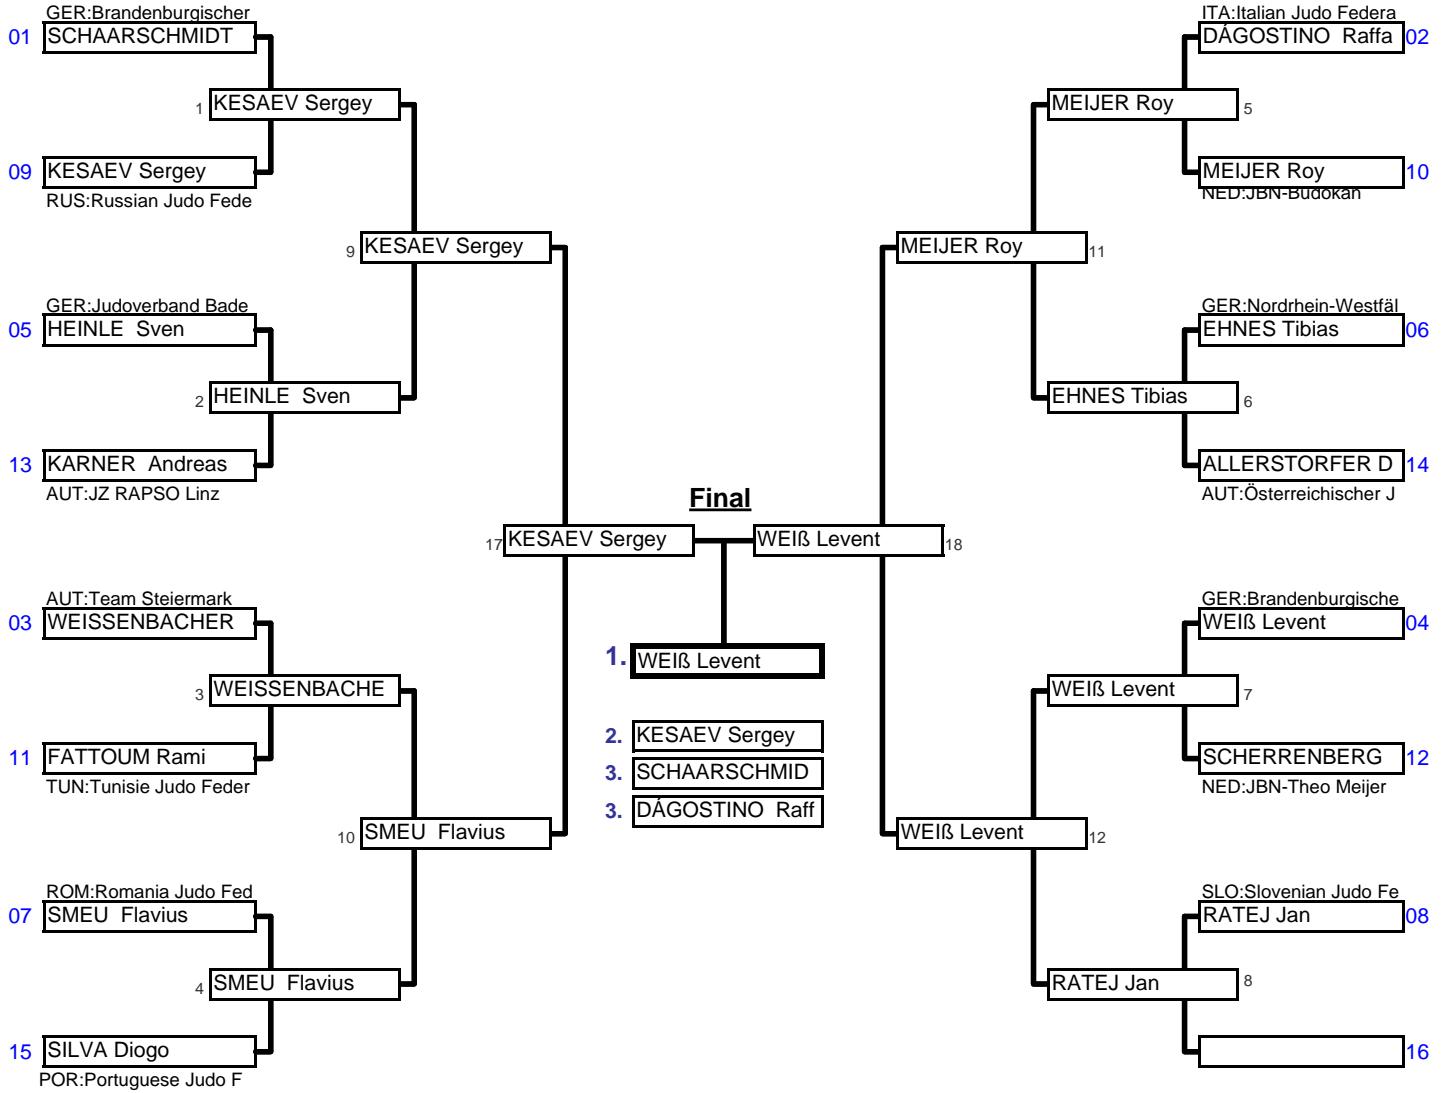 GER:Brandenburgischer
01 SCHAARSCHMIDT
1 KESAEV Sergey
09 KESAEV Sergey
RUS:Russian Judo Fede
9 KESAEV Sergey
GER:Judoverband Bade
05 HEINLE Sven
2 HEINLE Sven
13 KARNER Andreas
AUT:JZ RAPSO Linz
17 KESAEV Sergey
AUT:Team Steiermark
03 WEISSENBACHER
3 WEISSENBACHE
11 FATTOUM Rami
TUN:Tunisie Judo Feder
10 SMEU Flavius
ROM:Romania Judo Fed
07 SMEU Flavius
4 SMEU Flavius
15 SILVA Diogo
POR:Portuguese Judo F
Final
1. WEIß Levent
2. KESAEV Sergey
3. SCHAARSCHMID
3. DÁGOSTINO Raff
ITA:Italian Judo Federa
DÁGOSTINO Raffa 02
MEIJER Roy 5
MEIJER Roy 10
NED:JBN-Budokan
MEIJER Roy 11
GER:Nordrhein-Westfäl
EHNES Tibias 06
EHNES Tibias 6
ALLERSTORFER D 14
AUT:Österreichischer J
WEIß Levent 18
GER:Brandenburgische
WEIß Levent 04
WEIß Levent 7
SCHERRENBERG 12
NED:JBN-Theo Meijer
WEIß Levent 12
SLO:Slovenian Judo Fe
RATEJ Jan 08
RATEJ Jan 8
16